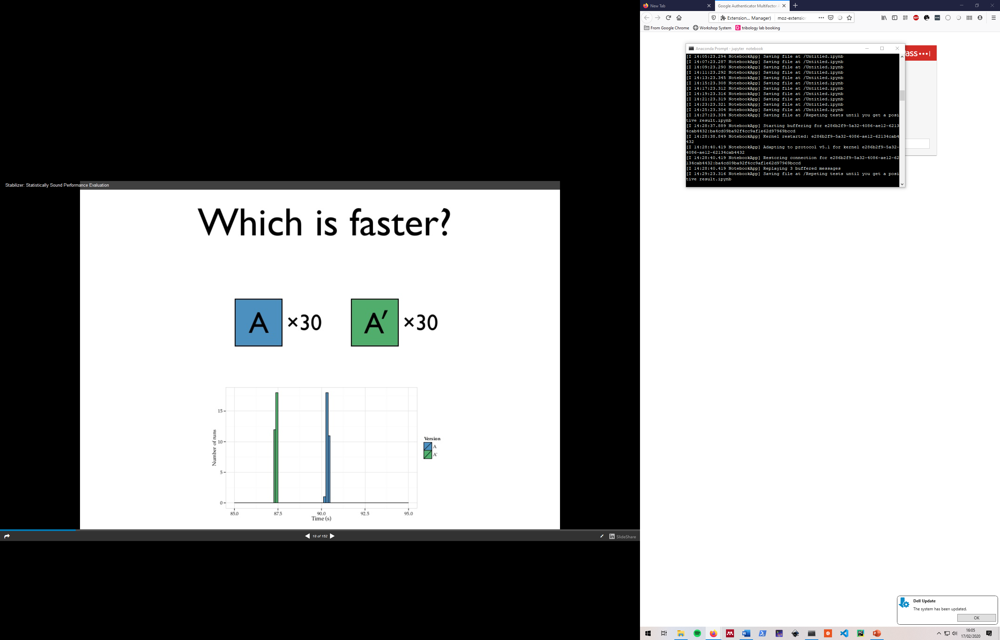 Stabilizer: Statistically Sound Performance Evaluation
Which is faster?
A ×30 A′ ×30
15
10
5
0
Number of runs
85.0 87.5 90.0 92.5 95.0
Time (s)
Version
A
A'
18 of 152
in SlideShare
New Tab
Google Authenticator Multifactor A
Extension... Manager) moz-extensio
ABP
From Google Chrome Workshop System tribology lab booking
ass
Anaconda Prompt - jupyter notebook
[I 14:05:23.294 NotebookApp] Saving file at /Untitled.ipynb
[I 14:07:23.287 NotebookApp] Saving file at /Untitled.ipynb
[I 14:09:23.290 NotebookApp] Saving file at /Untitled.ipynb
[I 14:11:23.292 NotebookApp] Saving file at /Untitled.ipynb
[I 14:13:23.345 NotebookApp] Saving file at /Untitled.ipynb
[I 14:15:23.308 NotebookApp] Saving file at /Untitled.ipynb
[I 14:17:23.312 NotebookApp] Saving file at /Untitled.ipynb
[I 14:19:23.316 NotebookApp] Saving file at /Untitled.ipynb
[I 14:21:23.319 NotebookApp] Saving file at /Untitled.ipynb
[I 14:23:23.321 NotebookApp] Saving file at /Untitled.ipynb
[I 14:25:23.304 NotebookApp] Saving file at /Untitled.ipynb
[I 14:27:23.334 NotebookApp] Saving file at /Repeting tests until you get a posi
tive result.ipynb
[I 14:28:37.889 NotebookApp] Starting buffering for e286b2f9-5a32-4086-ae12-6213
4cab4432:ba4cd09ba92f4cc9af1e62d97969bccd
[I 14:28:38.849 NotebookApp] Kernel restarted: e286b2f9-5a32-4086-ae12-62134cab4
432
[I 14:28:40.419 NotebookApp] Adapting to protocol v5.1 for kernel e286b2f9-5a32-
4086-ae12-62134cab4432
[I 14:28:40.419 NotebookApp] Restoring connection for e286b2f9-5a32-4086-ae12-62
134cab4432:ba4cd09ba92f4cc9af1e62d97969bccd
[I 14:28:40.419 NotebookApp] Replaying 3 buffered messages
[I 14:29:23.316 NotebookApp] Saving file at /Repeting tests until you get a posi
tive result.ipynb
Dell Update
The system has been updated.
OK
16:05
17/02/2020